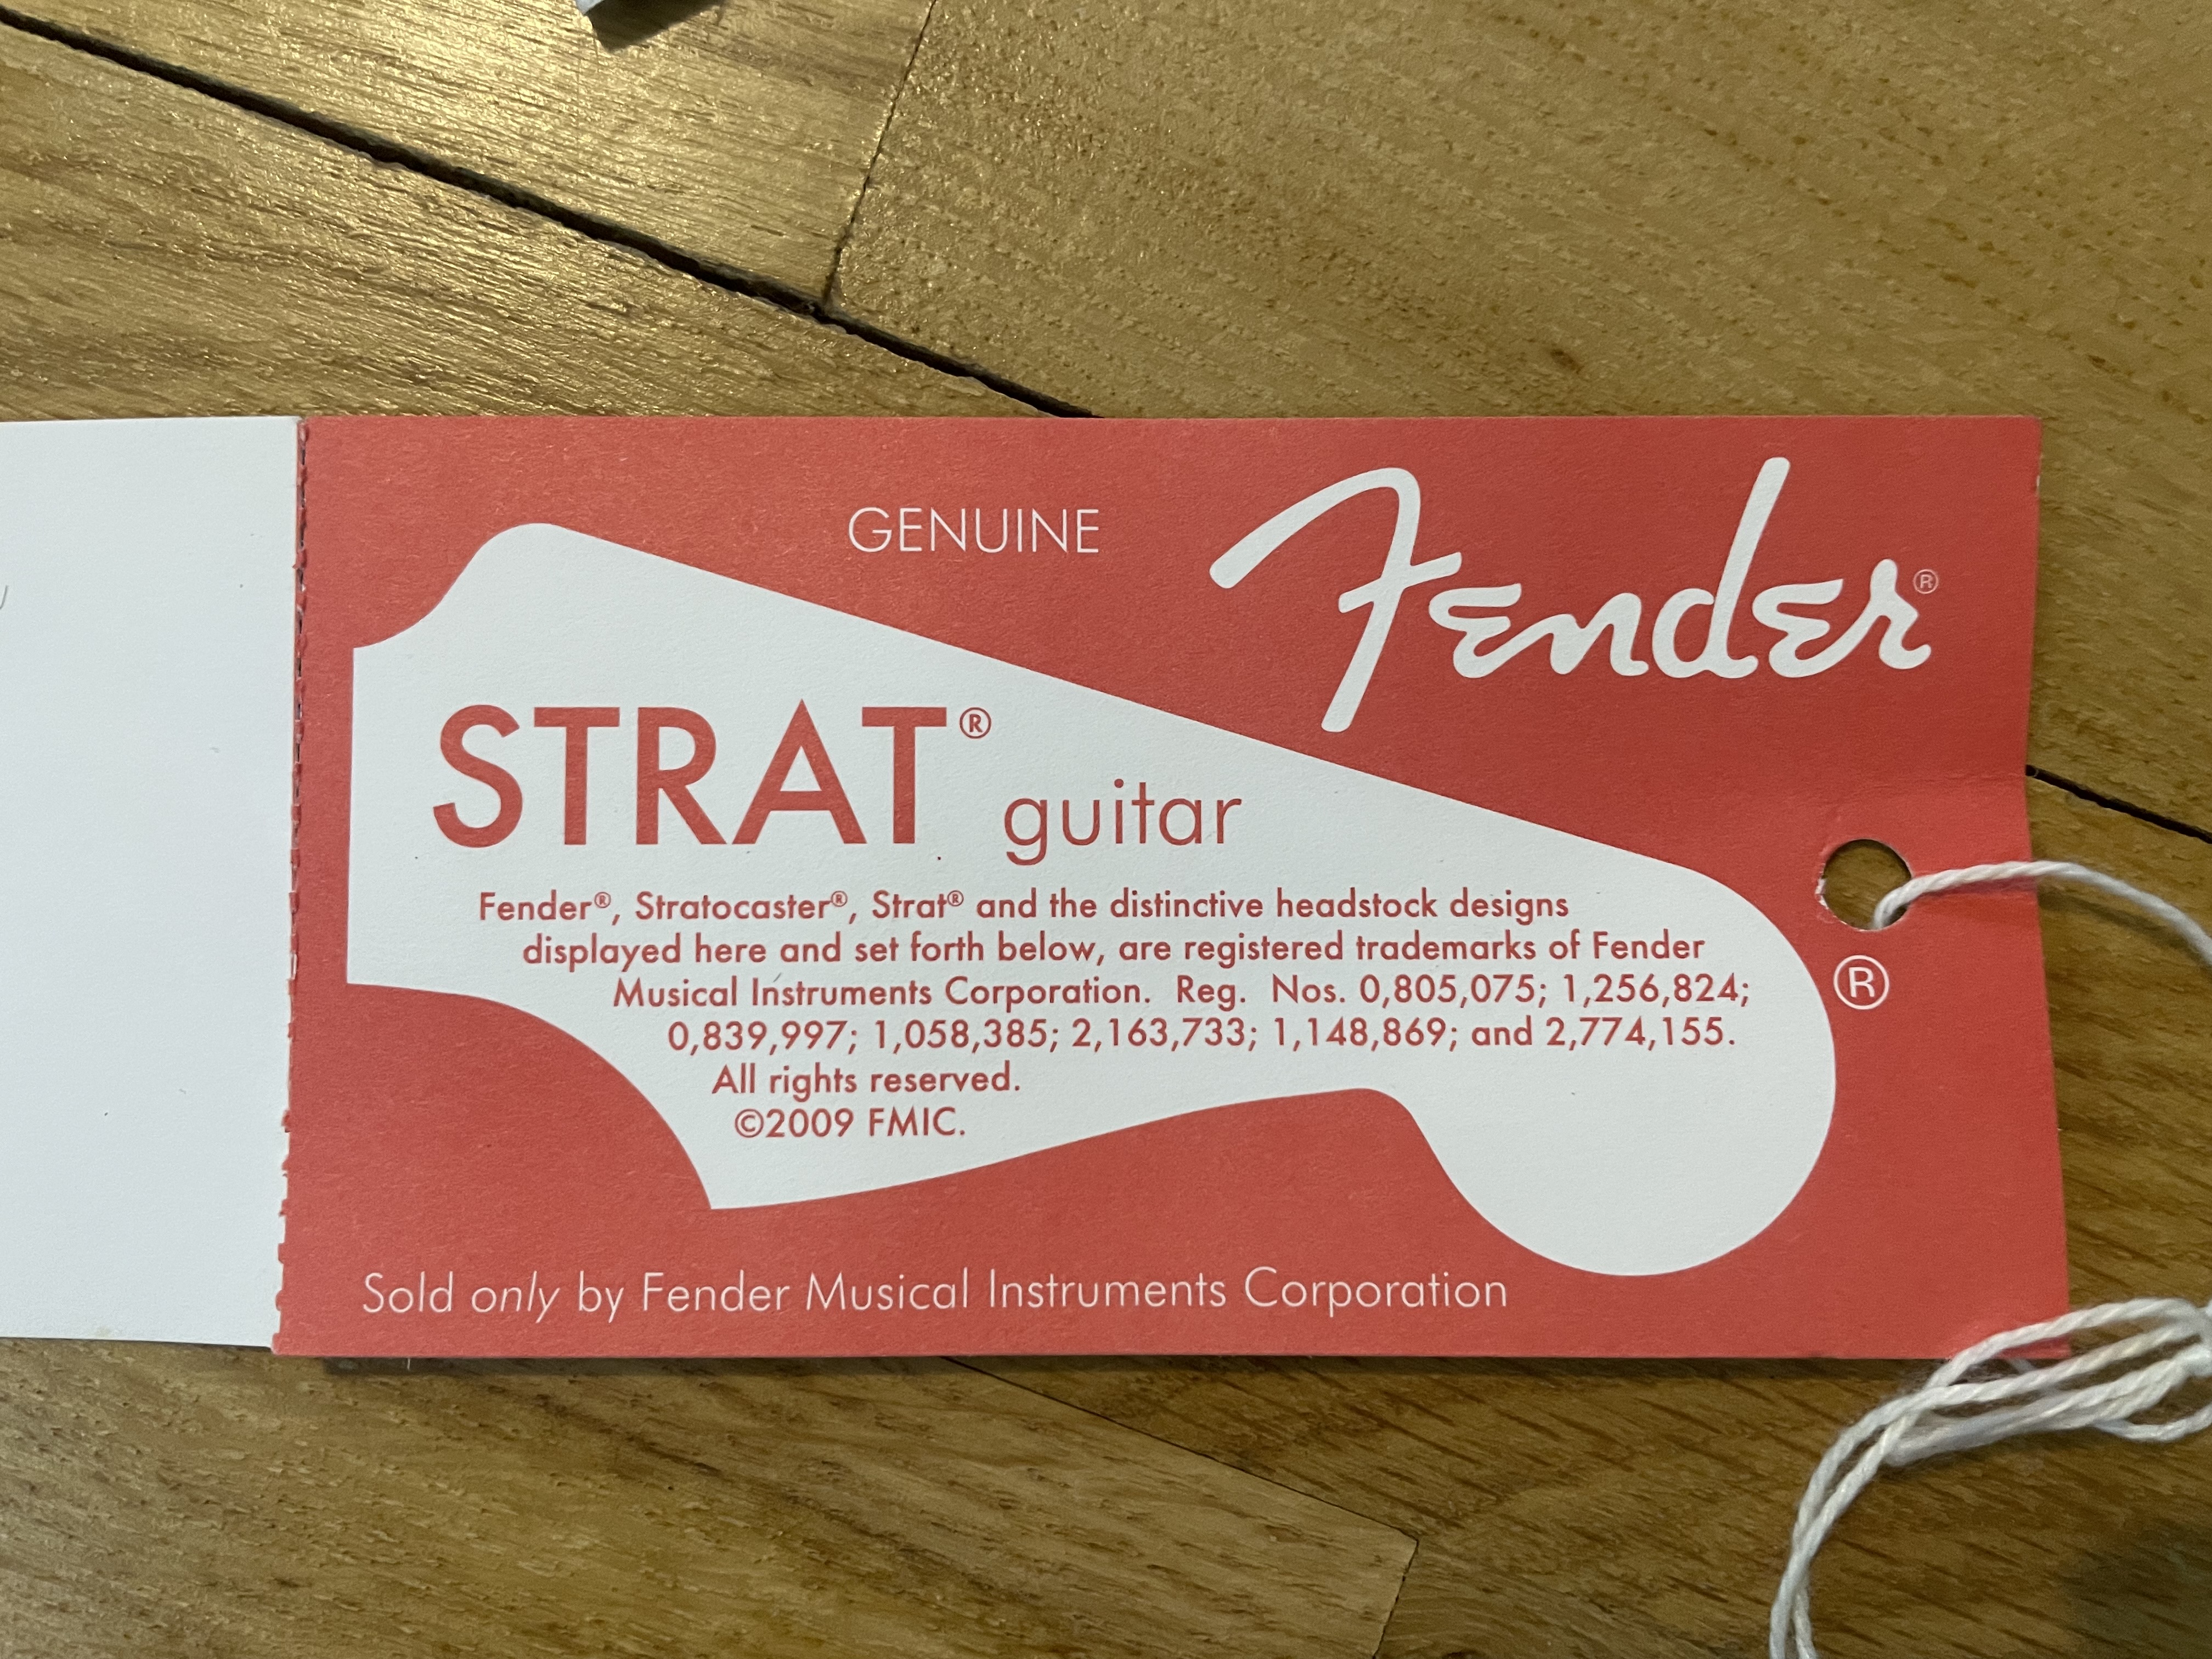 GENUINE
Fender®
STRAT® guitar
Fender®, Stratocaster®, Strat® and the distinctive headstock designs
displayed here and set forth below, are registered trademarks of Fender
Musical Instruments Corporation. Reg. Nos. 0,805,075; 1,256,824;
0,839,997; 1,058,385; 2,163,733; 1,148,869; and 2,774,155.
All rights reserved.
©2009 FMIC.
®
Sold only by Fender Musical Instruments Corporation